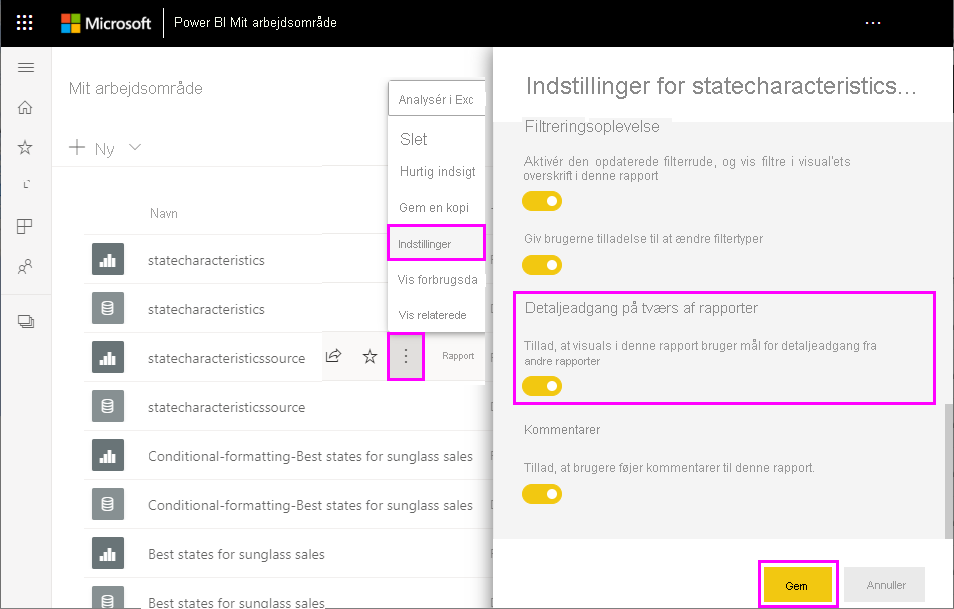 Microsoft
Power BI Mit arbejdsområde
Mit arbejdsområde
Ny
Navn
statecharacteristics
statecharacteristics
statecharacteristicssource
Rapport
statecharacteristicssource
Conditional-formatting-Best states for sunglass sales
Conditional-formatting-Best states for sunglass sales
Best states for sunglass sales
Best states for sunglass sales
Analysér i Exc
Slet
Hurtig indsigt
Gem en kopi
Indstillinger
Vis forbrugsda
Vis relaterede
Indstillinger for statecharacteristics...
Filtreringsoplevelse
Aktivér den opdaterede filterrude, og vis filtre i visual'ets
overskrift i denne rapport
Giv brugerne tilladelse til at ændre filtertyper
Detaljeadgang på tværs af rapporter
Tillad, at visuals i denne rapport bruger mål for detaljeadgang fra
andre rapporter
Kommentarer
Tillad, at brugere føjer kommentarer til denne rapport.
Gem
Annuller